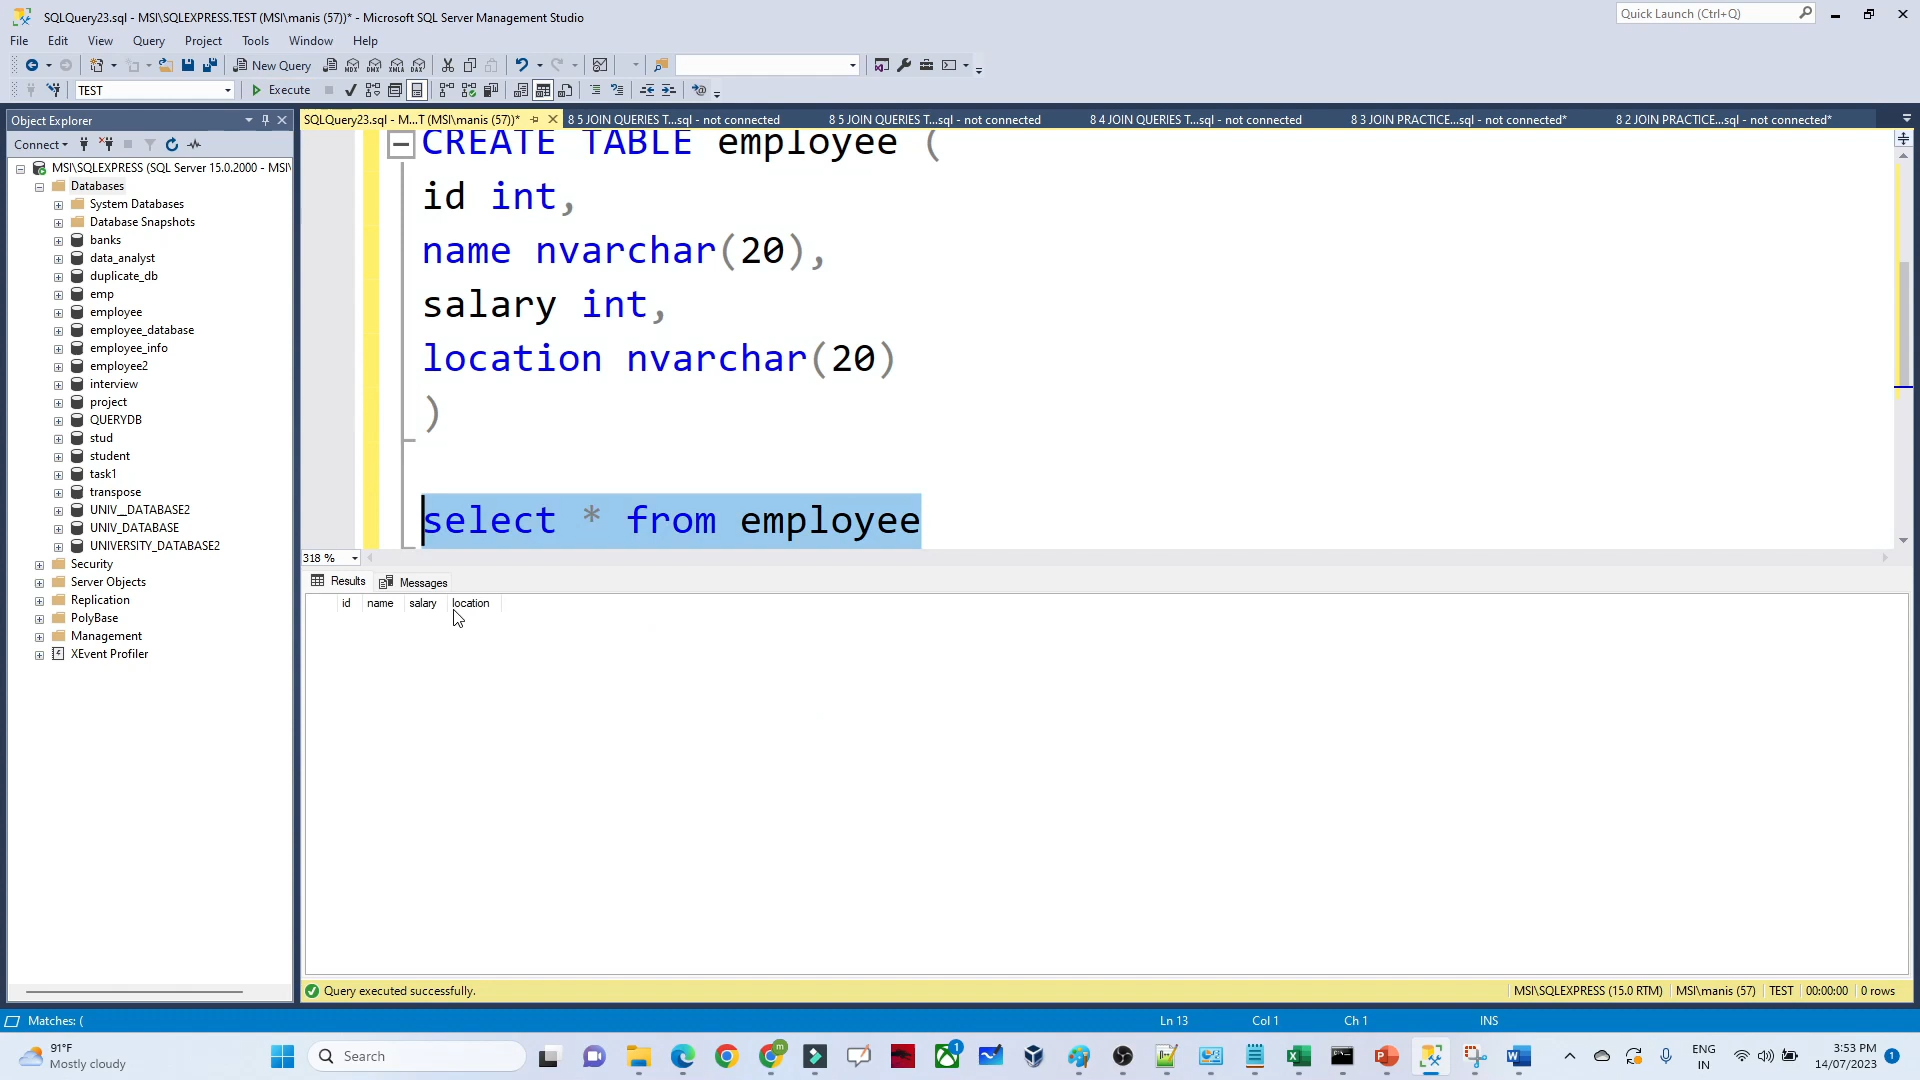 SQLQuery23.sql - MSI\SQLEXPRESS.TEST (MSI\manis (57))* - Microsoft SQL Server Management Studio
Quick Launch (Ctrl+Q)
File Edit View Query Project Tools Window Help
New Query
TEST
Execute
Object Explorer
SQLQuery23.sql - M...T (MSI\manis (57))*
8 5 JOIN QUERIES T...sql - not connected
8 5 JOIN QUERIES T...sql - not connected
8 4 JOIN QUERIES T...sql - not connected
8 3 JOIN PRACTICE...sql - not connected*
8 2 JOIN PRACTICE...sql - not connected*
Connect
MSI\SQLEXPRESS (SQL Server 15.0.2000 - MSI\
Databases
System Databases
Database Snapshots
banks
data_analyst
duplicate_db
emp
employee
employee_database
employee_info
employee2
interview
project
QUERYDB
stud
student
task1
transpose
UNIV__DATABASE2
UNIV_DATABASE
UNIVERSITY_DATABASE2
Security
Server Objects
Replication
PolyBase
Management
XEvent Profiler
CREATE TABLE employee (
id int,
name nvarchar(20),
salary int,
location nvarchar(20)
)
select * from employee
318 %
Results Messages
id name salary location
Query executed successfully.
MSI\SQLEXPRESS (15.0 RTM) MSI\manis (57) TEST 00:00:00 0 rows
Matches: (
Ln 13 Col 1 Ch 1 INS
91°F
Mostly cloudy
Search
ENG
IN
3:53 PM
14/07/2023